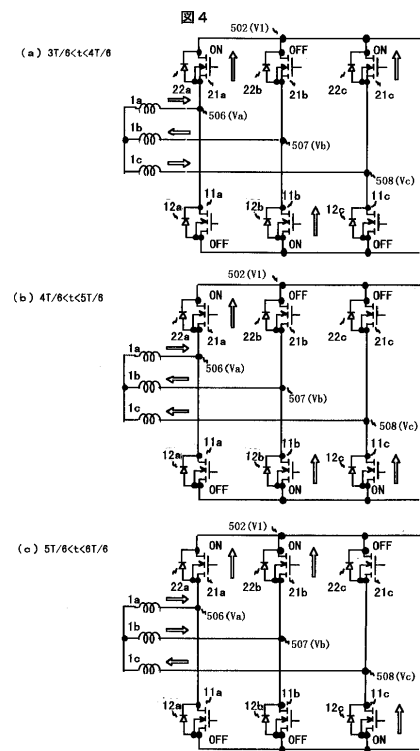 図4
(a) 3T/6<t<4T/6
502(V1)
ON OFF ON
22a 21a 22b 21b 22c 21c
1a
506(Va)
1b
507(Vb)
1c
508(Vc)
12a 11a 12b 11b 12c 11c
OFF ON OFF
(b) 4T/6<t<5T/6
502(V1)
ON OFF OFF
22a 21a 22b 21b 22c 21c
1a
506(Va)
1b
507(Vb)
1c
508(Vc)
12a 11a 12b 11b 12c 11c
OFF ON ON
(c) 5T/6<t<6T/6
502(V1)
ON ON OFF
22a 21a 22b 21b 22c 21c
1a
506(Va)
1b
507(Vb)
1c
508(Vc)
12a 11a 12b 11b 12c 11c
OFF OFF ON